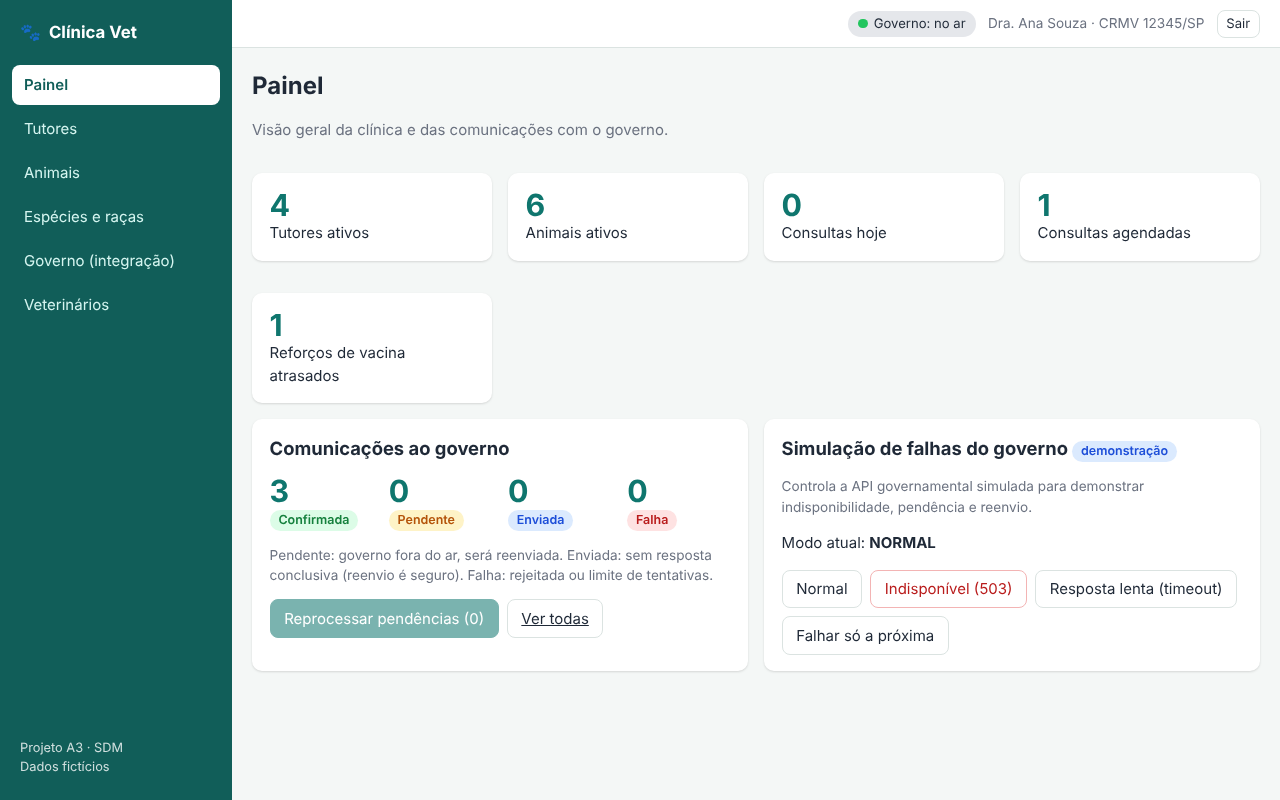 Clínica Vet
Governo: no ar
Dra. Ana Souza · CRMV 12345/SP
Sair
Painel
Tutores
Animais
Espécies e raças
Governo (integração)
Veterinários
Projeto A3 · SDM
Dados fictícios
Painel
Visão geral da clínica e das comunicações com o governo.
4
Tutores ativos
6
Animais ativos
0
Consultas hoje
1
Consultas agendadas
1
Reforços de vacina
atrasados
Comunicações ao governo
3
Confirmada
0
Pendente
0
Enviada
0
Falha
Pendente: governo fora do ar, será reenviada. Enviada: sem resposta
conclusiva (reenvio é seguro). Falha: rejeitada ou limite de tentativas.
Reprocessar pendências (0)
Ver todas
Simulação de falhas do governo demonstração
Controla a API governamental simulada para demonstrar
indisponibilidade, pendência e reenvio.
Modo atual: NORMAL
Normal
Indisponível (503)
Resposta lenta (timeout)
Falhar só a próxima